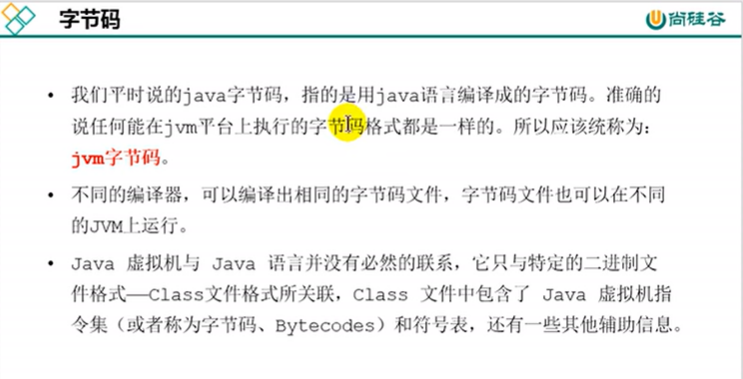 字节码
尚硅谷
• 我们平时说的java字节码，指的是用java语言编译成的字节码。准确的
说任何能在jvm平台上执行的字节码格式都是一样的。所以应该统称为：
jvm字节码。
• 不同的编译器，可以编译出相同的字节码文件，字节码文件也可以在不同
的JVM上运行。
• Java 虚拟机与 Java 语言并没有必然的联系，它只与特定的二进制文
件格式——Class文件格式所关联，Class 文件中包含了 Java 虚拟机指
令集（或者称为字节码、Bytecodes）和符号表，还有一些其他辅助信息。